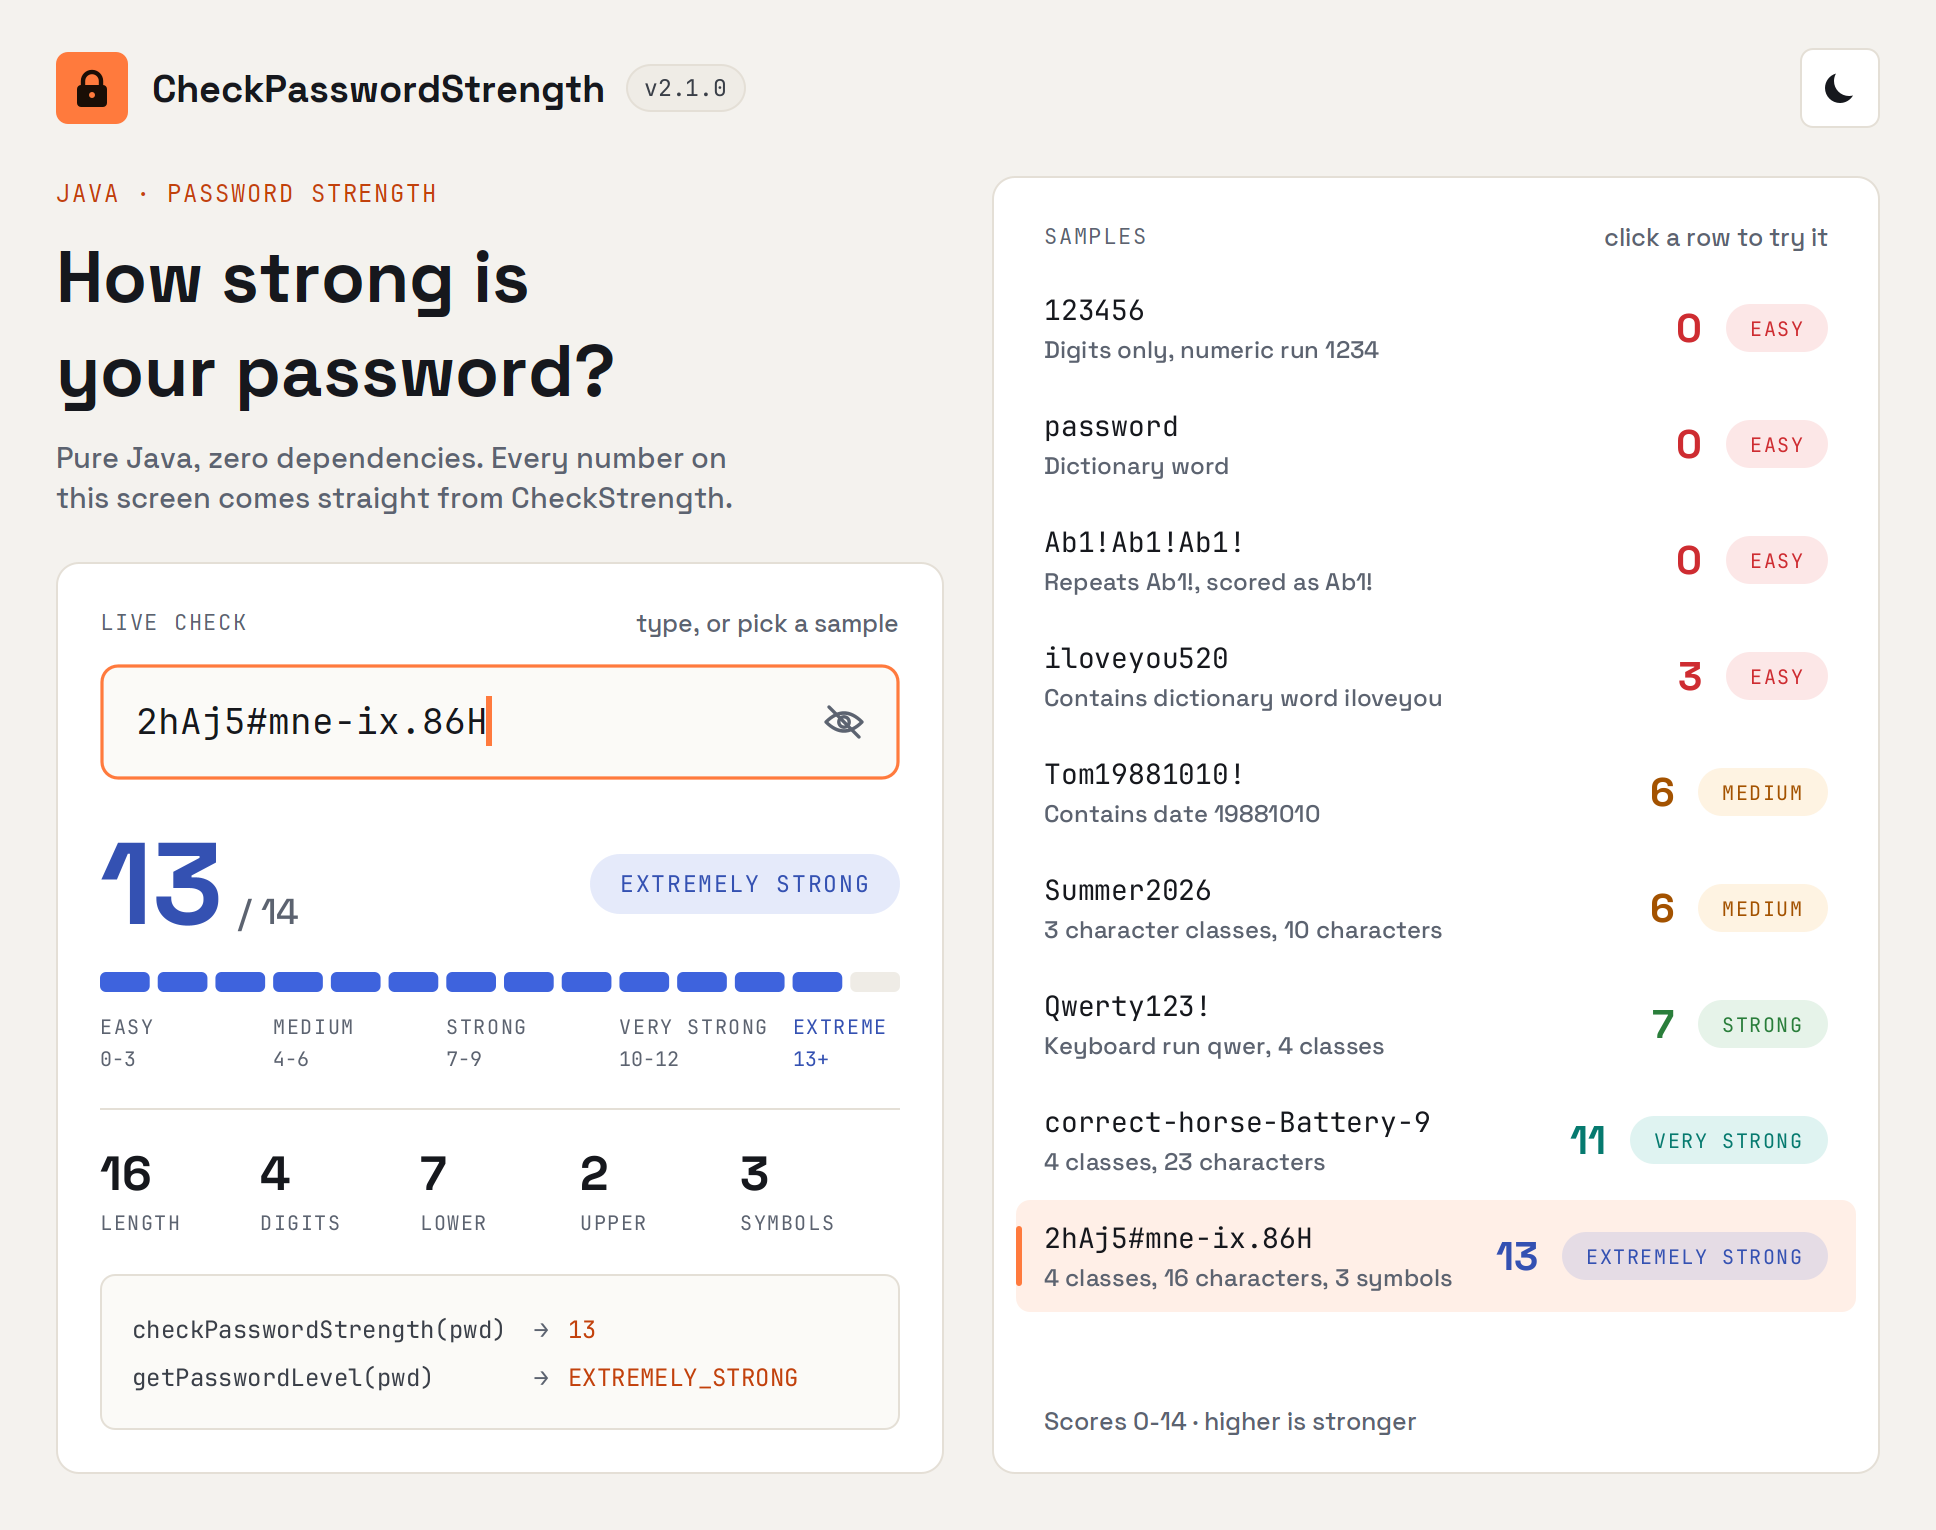 CheckPasswordStrength v2.1.0
JAVA · PASSWORD STRENGTH
How strong is
your password?
Pure Java, zero dependencies. Every number on
this screen comes straight from CheckStrength.
LIVE CHECK type, or pick a sample
2hAj5#mne-ix.86H
13 / 14 EXTREMELY STRONG
EASY MEDIUM STRONG VERY STRONG EXTREME
0-3 4-6 7-9 10-12 13+
16 4 7 2 3
LENGTH DIGITS LOWER UPPER SYMBOLS
checkPasswordStrength(pwd) → 13
getPasswordLevel(pwd) → EXTREMELY_STRONG
SAMPLES click a row to try it
123456 0 EASY
Digits only, numeric run 1234
password 0 EASY
Dictionary word
Ab1!Ab1!Ab1! 0 EASY
Repeats Ab1!, scored as Ab1!
iloveyou520 3 EASY
Contains dictionary word iloveyou
Tom19881010! 6 MEDIUM
Contains date 19881010
Summer2026 6 MEDIUM
3 character classes, 10 characters
Qwerty123! 7 STRONG
Keyboard run qwer, 4 classes
correct-horse-Battery-9 11 VERY STRONG
4 classes, 23 characters
2hAj5#mne-ix.86H 13 EXTREMELY STRONG
4 classes, 16 characters, 3 symbols
Scores 0-14 · higher is stronger